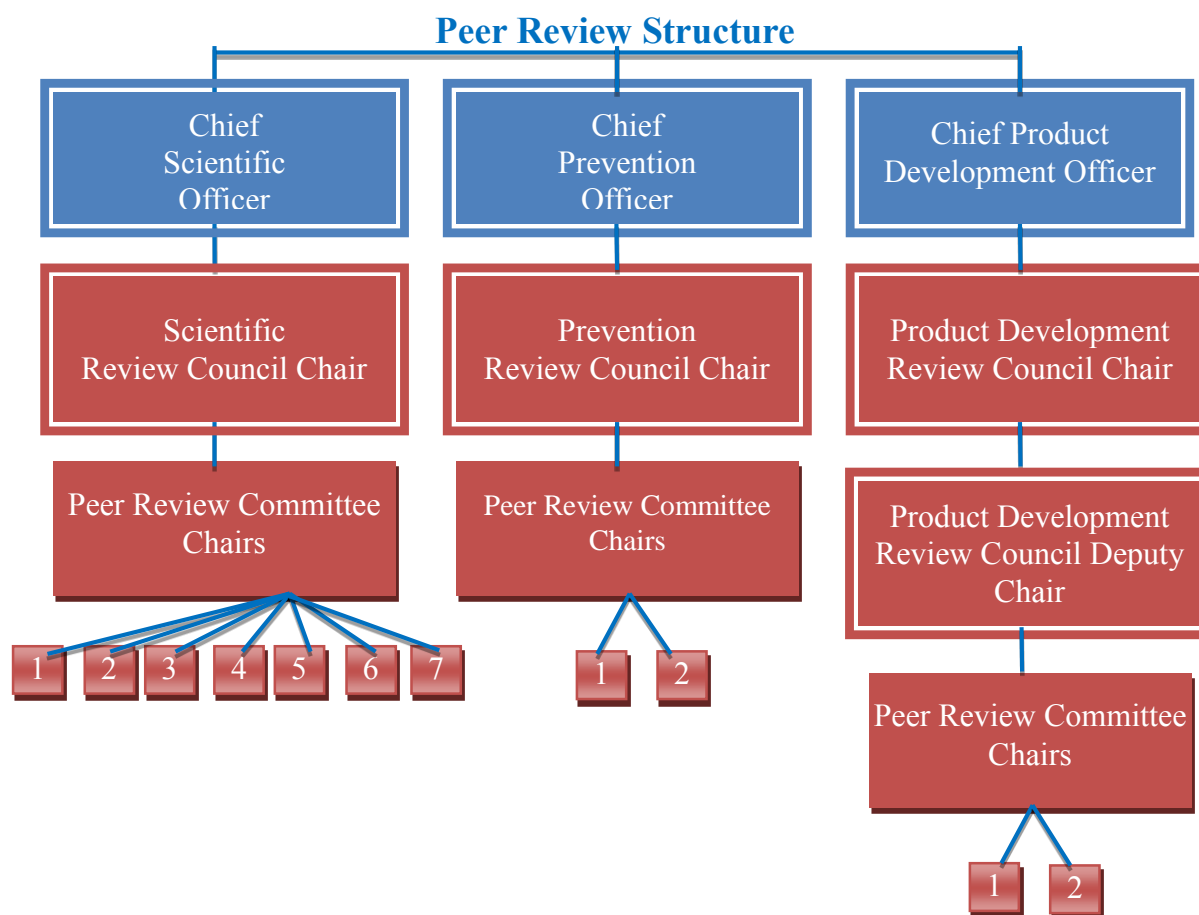 Peer Review Structure
Chief
Scientific
Officer
Chief
Prevention
Officer
Chief Product
Development Officer
Scientific
Review Council Chair
Prevention
Review Council Chair
Product Development
Review Council Chair
Peer Review Committee
Chairs
Peer Review Committee
Chairs
Product Development
Review Council Deputy
Chair
1 2 3 4 5 6 7
1 2
Peer Review Committee
Chairs
1 2